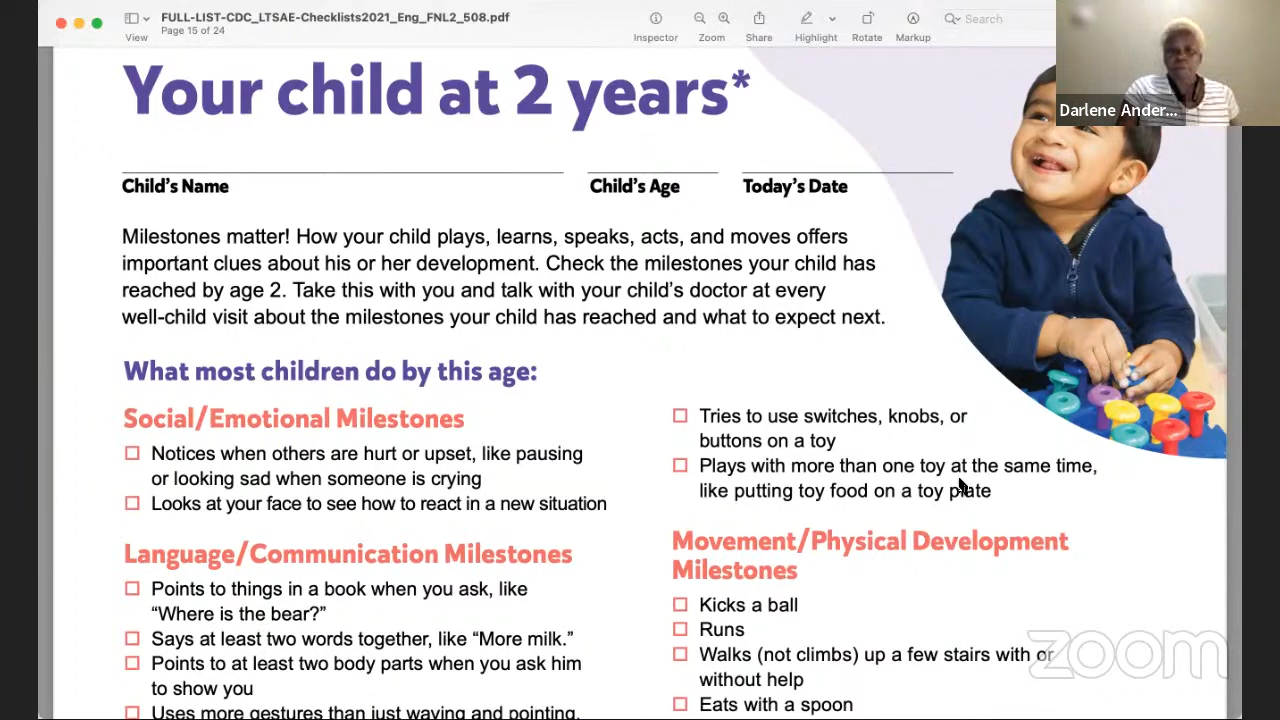 FULL-LIST-CDC_LTSAE-Checklists2021_Eng_FNL2_508.pdf
Page 15 of 24
View
Inspector
Zoom
Share
Highlight
Rotate
Markup
Search
Darlene Ander...
Your child at 2 years*
Child's Name
Child's Age
Today's Date
Milestones matter! How your child plays, learns, speaks, acts, and moves offers
important clues about his or her development. Check the milestones your child has
reached by age 2. Take this with you and talk with your child's doctor at every
well-child visit about the milestones your child has reached and what to expect next.
What most children do by this age:
Social/Emotional Milestones
Notices when others are hurt or upset, like pausing
or looking sad when someone is crying
Looks at your face to see how to react in a new situation
Language/Communication Milestones
Points to things in a book when you ask, like
“Where is the bear?”
Says at least two words together, like “More milk.”
Points to at least two body parts when you ask him
to show you
Uses more gestures than just waving and pointing,
Tries to use switches, knobs, or
buttons on a toy
Plays with more than one toy at the same time,
like putting toy food on a toy plate
Movement/Physical Development
Milestones
Kicks a ball
Runs
Walks (not climbs) up a few stairs with or
without help
Eats with a spoon
zoom